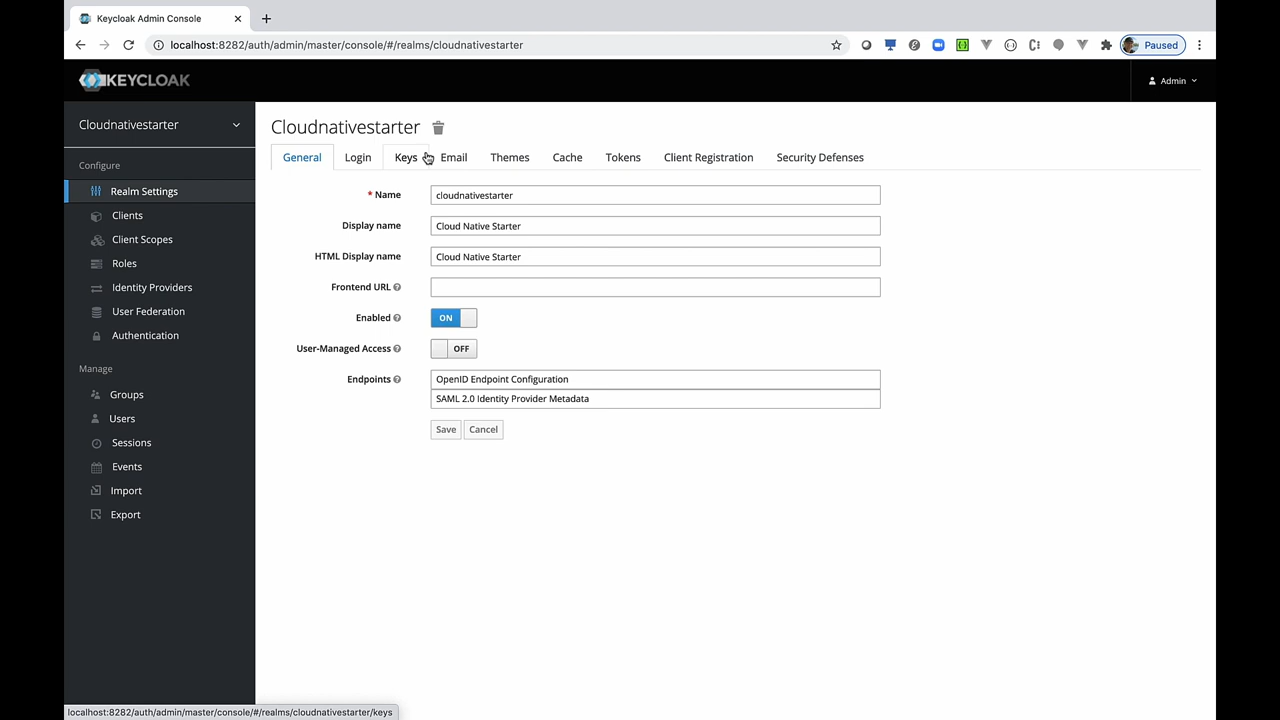 Keycloak Admin Console
localhost:8282/auth/admin/master/console/#/realms/cloudnativestarter
Paused
KEYCLOAK
Admin
Cloudnativestarter
Configure
Realm Settings
Clients
Client Scopes
Roles
Identity Providers
User Federation
Authentication
Manage
Groups
Users
Sessions
Events
Import
Export
Cloudnativestarter
General Login Keys Email Themes Cache Tokens Client Registration Security Defenses
* Name cloudnativestarter
Display name Cloud Native Starter
HTML Display name Cloud Native Starter
Frontend URL
Enabled ON
User-Managed Access OFF
Endpoints OpenID Endpoint Configuration
SAML 2.0 Identity Provider Metadata
Save Cancel
localhost:8282/auth/admin/master/console/#/realms/cloudnativestarter/keys